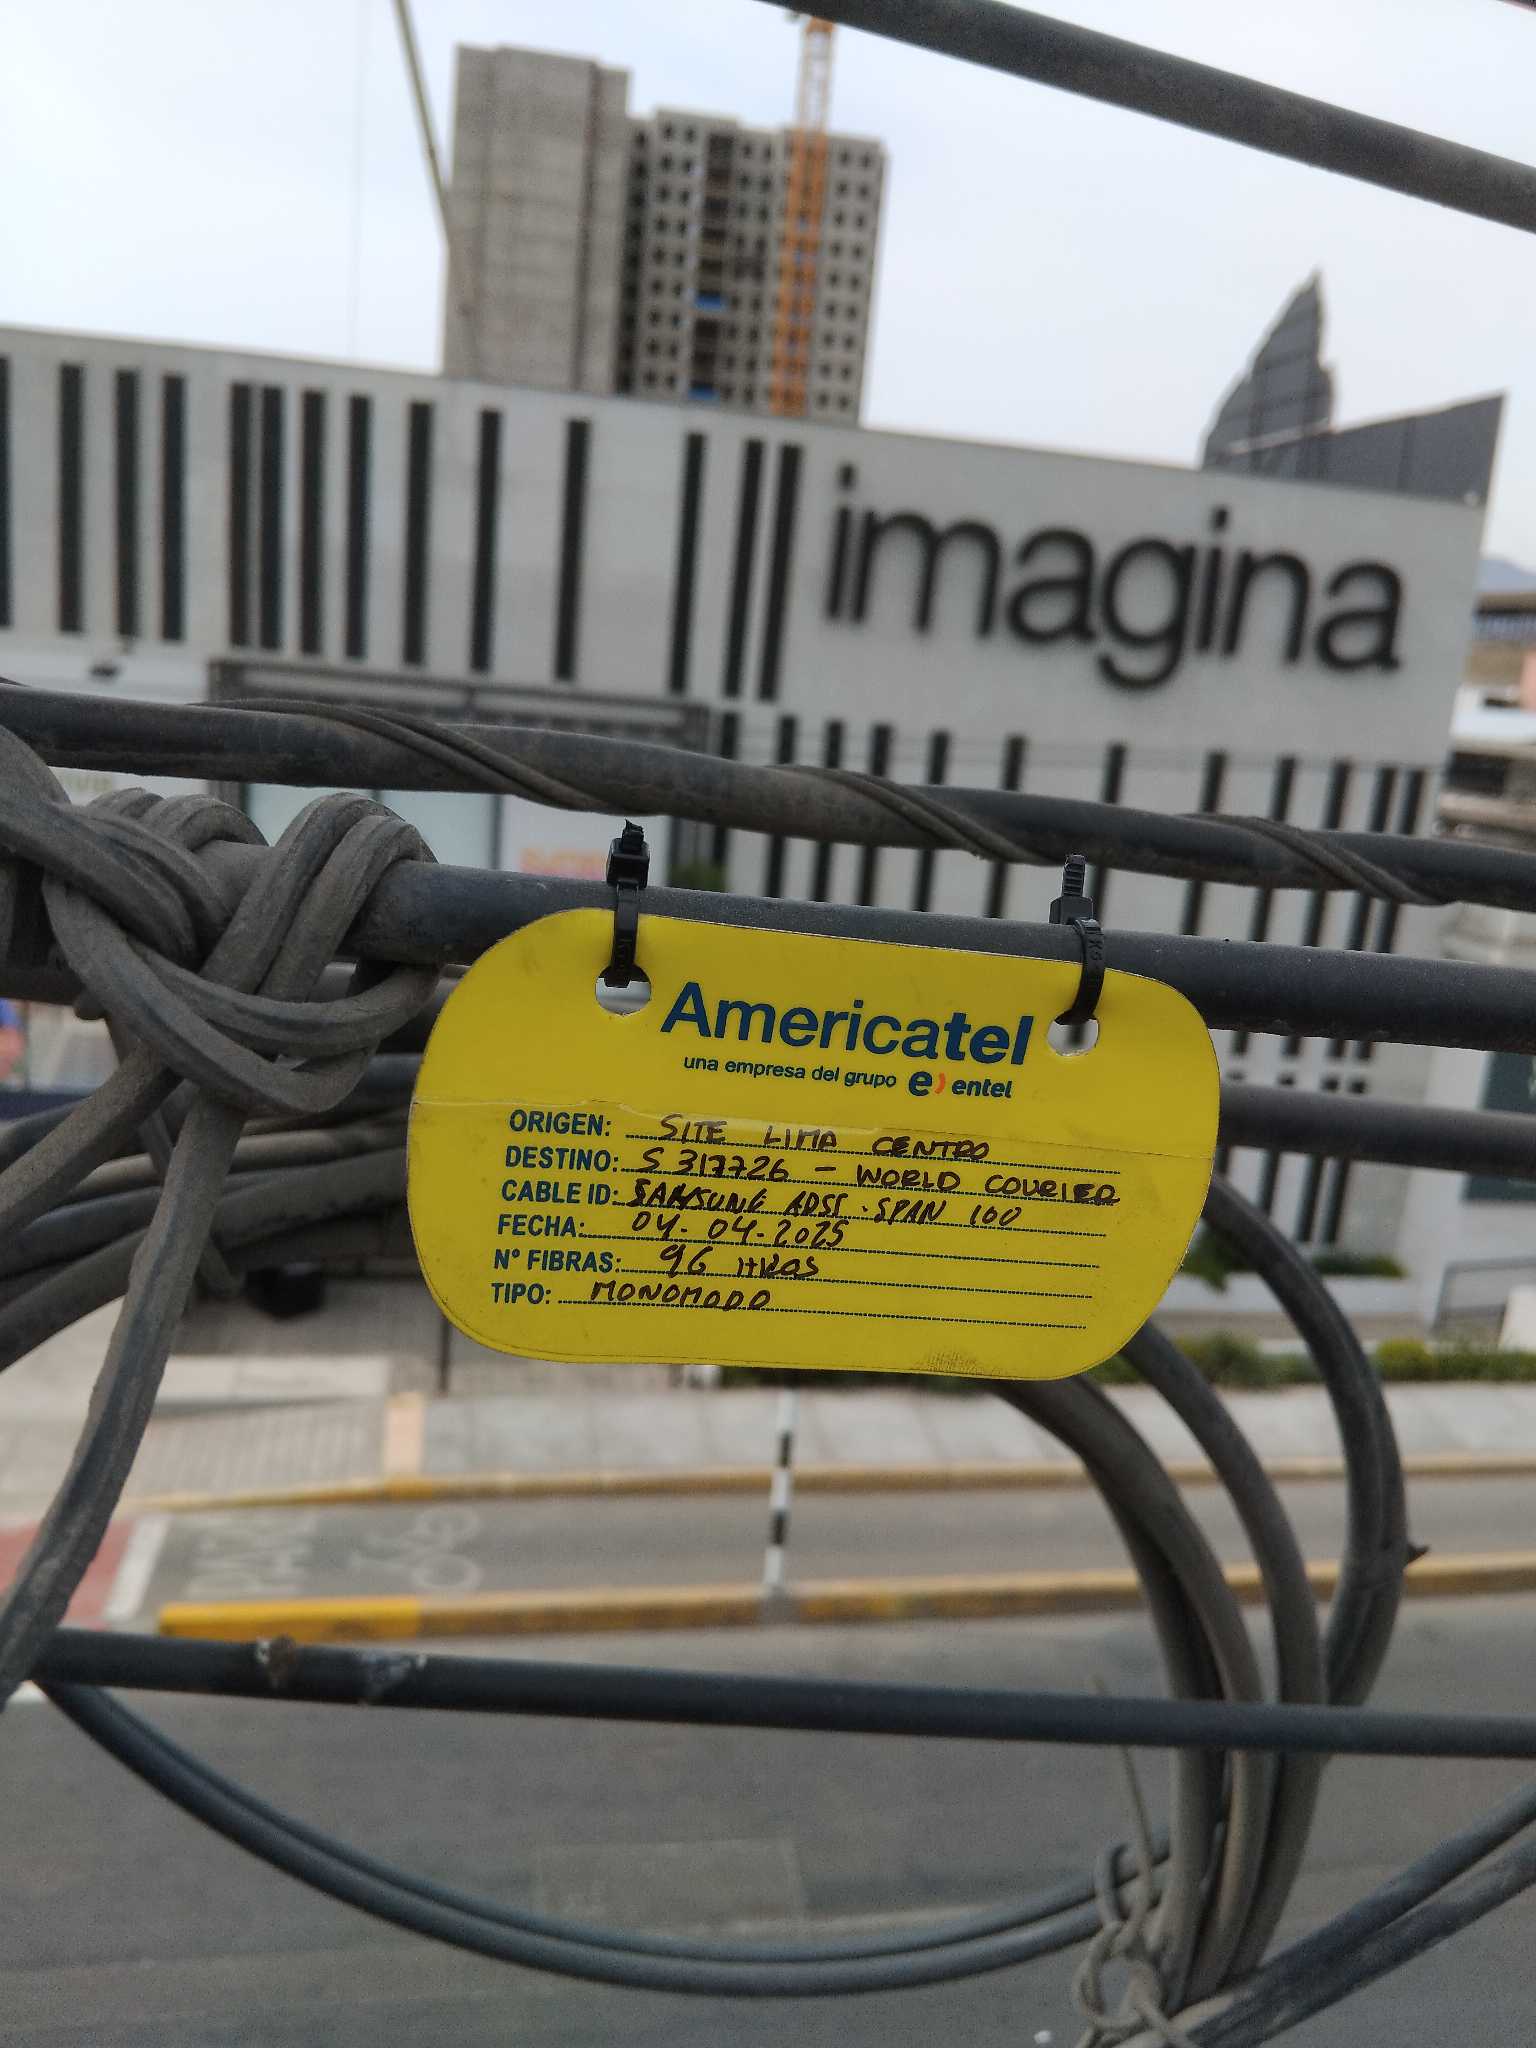 imagina
Americatel
una empresa del grupo e) entel
ORIGEN: SITE LIMA CENTRO
DESTINO: S 317726 - WORLD COURIER
CABLE ID: SAMSUNG ADSS. SPAN 100
FECHA: 04-04-2025
N° FIBRAS: 96 HILOS
TIPO: MONOMODO